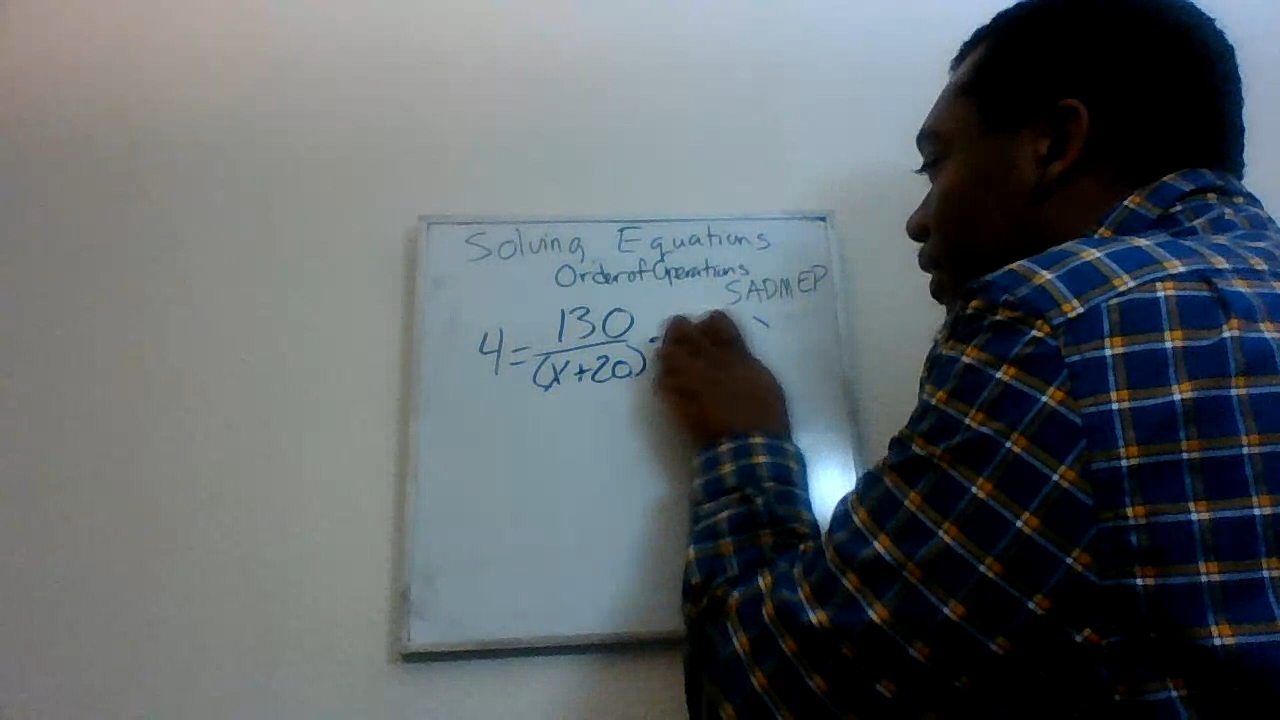 Solving Equations
Order of Operations
SADMEP
4 = 130
(x+20)